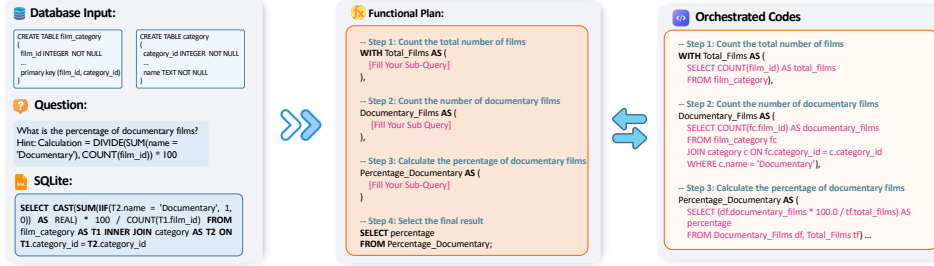 Database Input:
CREATE TABLE film_category
(
film_id INTEGER NOT NULL
...
primary key (film_id, category_id)
)
CREATE TABLE category
(
category_id INTEGER NOT NULL
...
name TEXT NOT NULL
)
Question:
What is the percentage of documentary films?
Hint: Calculation = DIVIDE(SUM(name =
'Documentary'), COUNT(film_id)) * 100
SQLite:
SELECT CAST(SUM(IIF(T2.name = 'Documentary', 1,
0)) AS REAL) * 100 / COUNT(T1.film_id) FROM
film_category AS T1 INNER JOIN category AS T2 ON
T1.category_id = T2.category_id
fx Functional Plan:
-- Step 1: Count the total number of films
WITH Total_Films AS (
[Fill Your Sub-Query]
),
-- Step 2: Count the number of documentary films
Documentary_Films AS (
[Fill Your Sub Query]
),
-- Step 3: Calculate the percentage of documentary films
Percentage_Documentary AS (
[Fill Your Sub-Query]
)
-- Step 4: Select the final result
SELECT percentage
FROM Percentage_Documentary;
Orchestrated Codes
-- Step 1: Count the total number of films
WITH Total_Films AS (
SELECT COUNT(film_id) AS total_films
FROM film_category),
-- Step 2: Count the number of documentary films
Documentary_Films AS (
SELECT COUNT(fc.film_id) AS documentary_films
FROM film_category fc
JOIN category c ON fc.category_id = c.category_id
WHERE c.name = 'Documentary'),
-- Step 3: Calculate the percentage of documentary films
Percentage_Documentary AS (
SELECT (df.documentary_films * 100.0 / tf.total_films) AS
percentage
FROM Documentary_Films df, Total_Films tf) ...